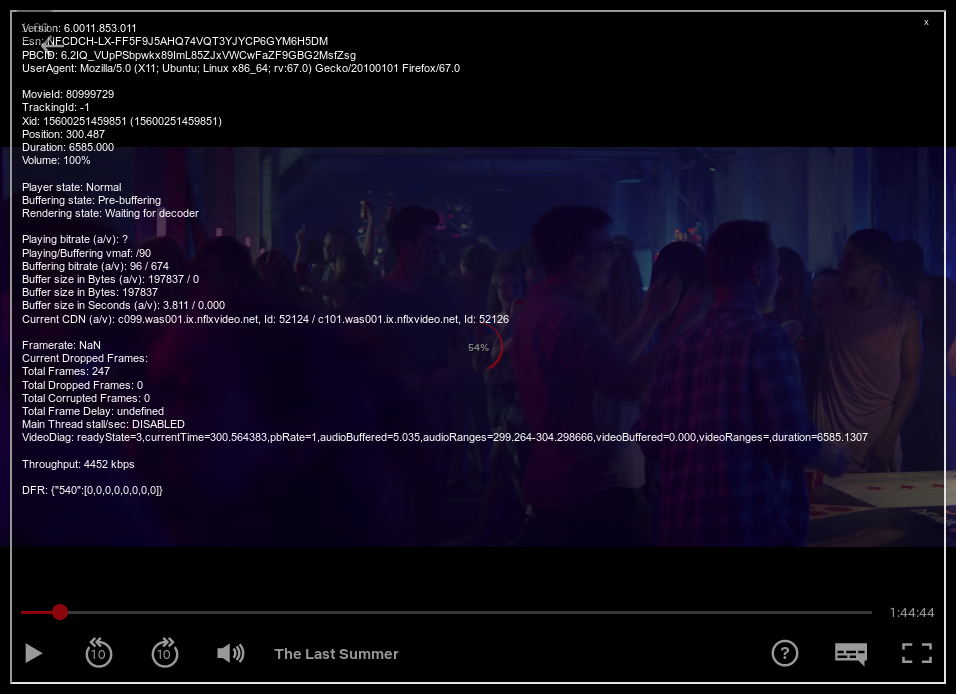 Version: 6.0011.853.011
Esn: NFCDCH-LX-FF5F9J5AHQ74VQT3YJYCP6GYM6H5DM
PBCID: 6.2IQ_VUpPSbpwkx89ImL85ZJxVWCwFaZF9GBG2MsfZsg
UserAgent: Mozilla/5.0 (X11; Ubuntu; Linux x86_64; rv:67.0) Gecko/20100101 Firefox/67.0
x
MovieId: 80999729
TrackingId: -1
Xid: 15600251459851 (15600251459851)
Position: 300.487
Duration: 6585.000
Volume: 100%
Player state: Normal
Buffering state: Pre-buffering
Rendering state: Waiting for decoder
Playing bitrate (a/v): ?
Playing/Buffering vmaf: /90
Buffering bitrate (a/v): 96 / 674
Buffer size in Bytes (a/v): 197837 / 0
Buffer size in Bytes: 197837
Buffer size in Seconds (a/v): 3.811 / 0.000
Current CDN (a/v): c099.was001.ix.nflxvideo.net, Id: 52124 / c101.was001.ix.nflxvideo.net, Id: 52126
Framerate: NaN
54%
Current Dropped Frames:
Total Frames: 247
Total Dropped Frames: 0
Total Corrupted Frames: 0
Total Frame Delay: undefined
Main Thread stall/sec: DISABLED
VideoDiag: readyState=3,currentTime=300.564383,pbRate=1,audioBuffered=5.035,audioRanges=299.264-304.298666,videoBuffered=0.000,videoRanges=,duration=6585.1307
Throughput: 4452 kbps
DFR: {"540":[0,0,0,0,0,0,0,0]}
1:44:44
10
10
The Last Summer
?